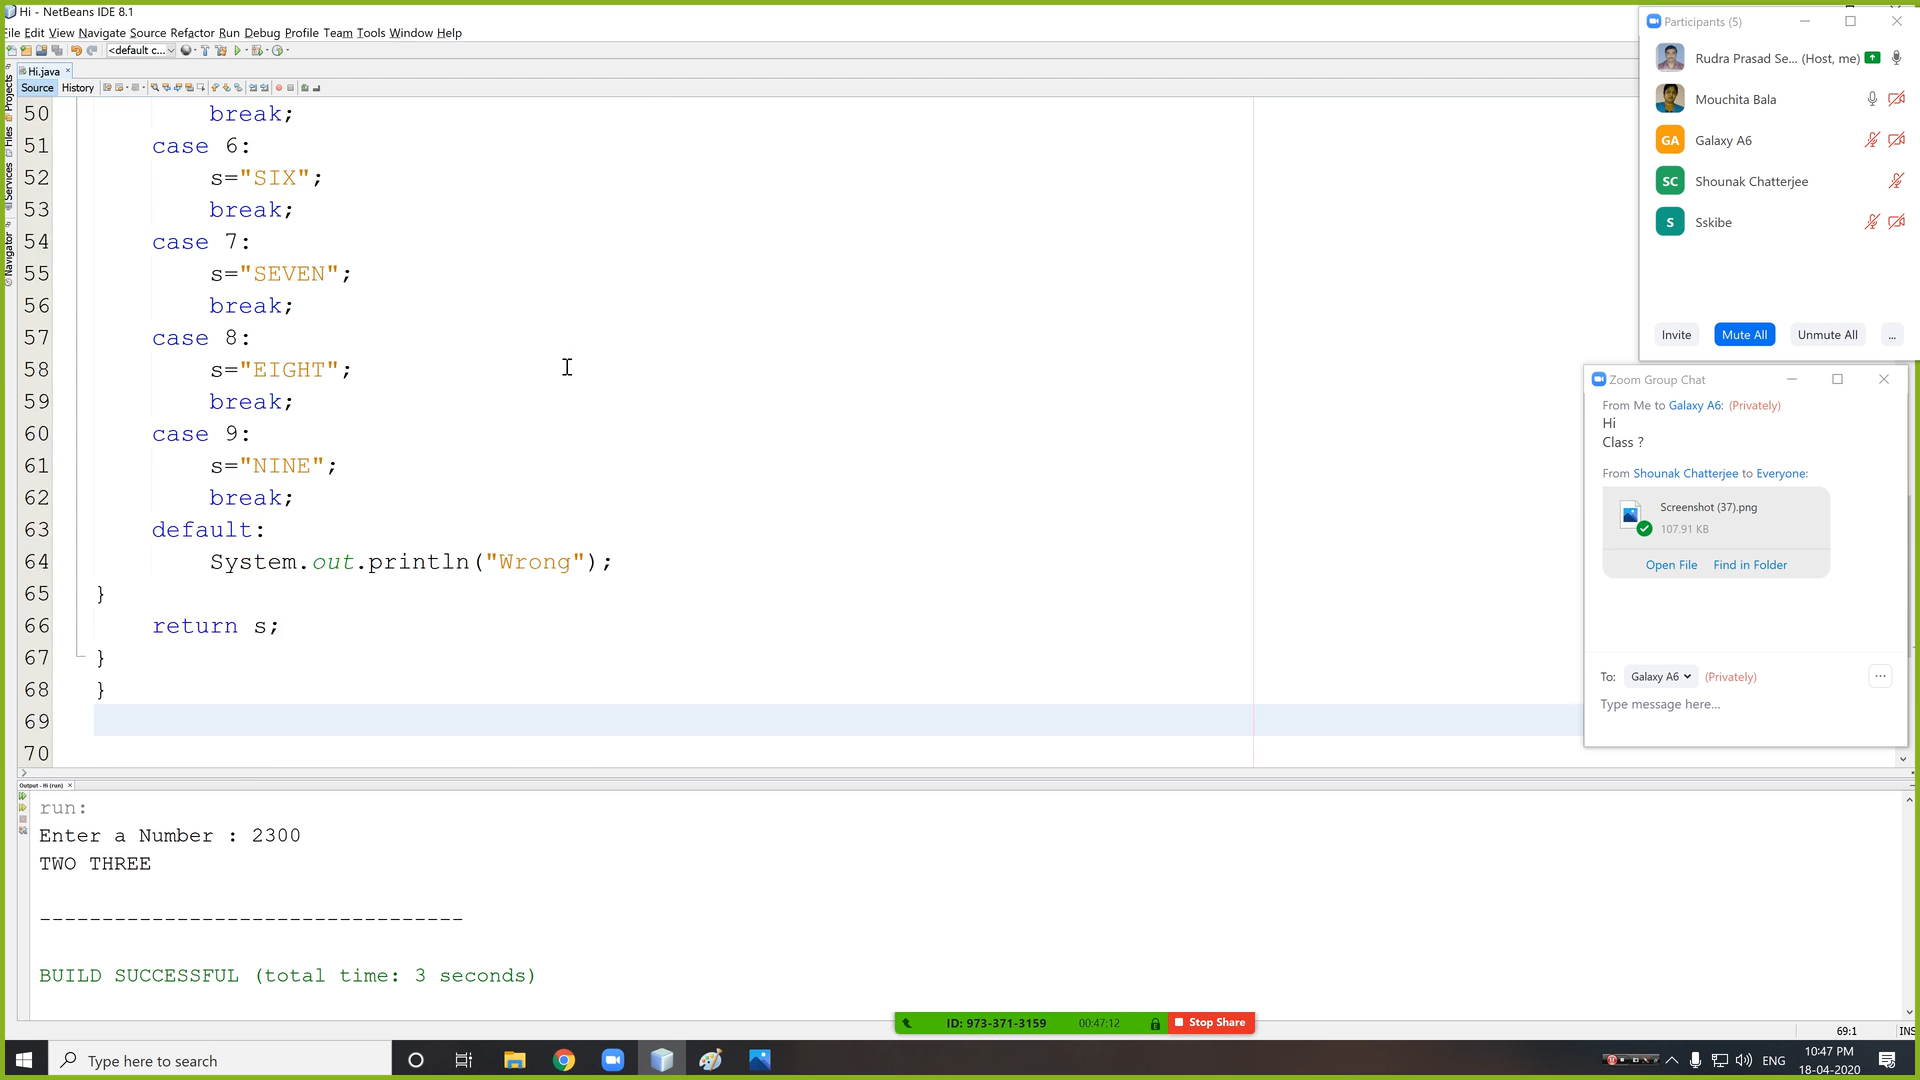 Hi - NetBeans IDE 8.1
File Edit View Navigate Source Refactor Run Debug Profile Team Tools Window Help
<default c...
Hi.java
Source History
Projects
Files
Services
Navigator
50 break;
51 case 6:
52 s="SIX";
53 break;
54 case 7:
55 s="SEVEN";
56 break;
57 case 8:
58 s="EIGHT";
59 break;
60 case 9:
61 s="NINE";
62 break;
63 default:
64 System.out.println("Wrong");
65 }
66 return s;
67 }
68 }
69
70
Output - Hi (run)
run:
Enter a Number : 2300
TWO THREE
---------------------------------
BUILD SUCCESSFUL (total time: 3 seconds)
Participants (5)
Rudra Prasad Se... (Host, me)
Mouchita Bala
GA Galaxy A6
SC Shounak Chatterjee
S Sskibe
Invite Mute All Unmute All ...
Zoom Group Chat
From Me to Galaxy A6: (Privately)
Hi
Class ?
From Shounak Chatterjee to Everyone:
Screenshot (37).png
107.91 KB
Open File Find in Folder
To: Galaxy A6 (Privately)
Type message here...
ID: 973-371-3159 00:47:12 Stop Share
69:1 INS
Type here to search
ENG
10:47 PM
18-04-2020